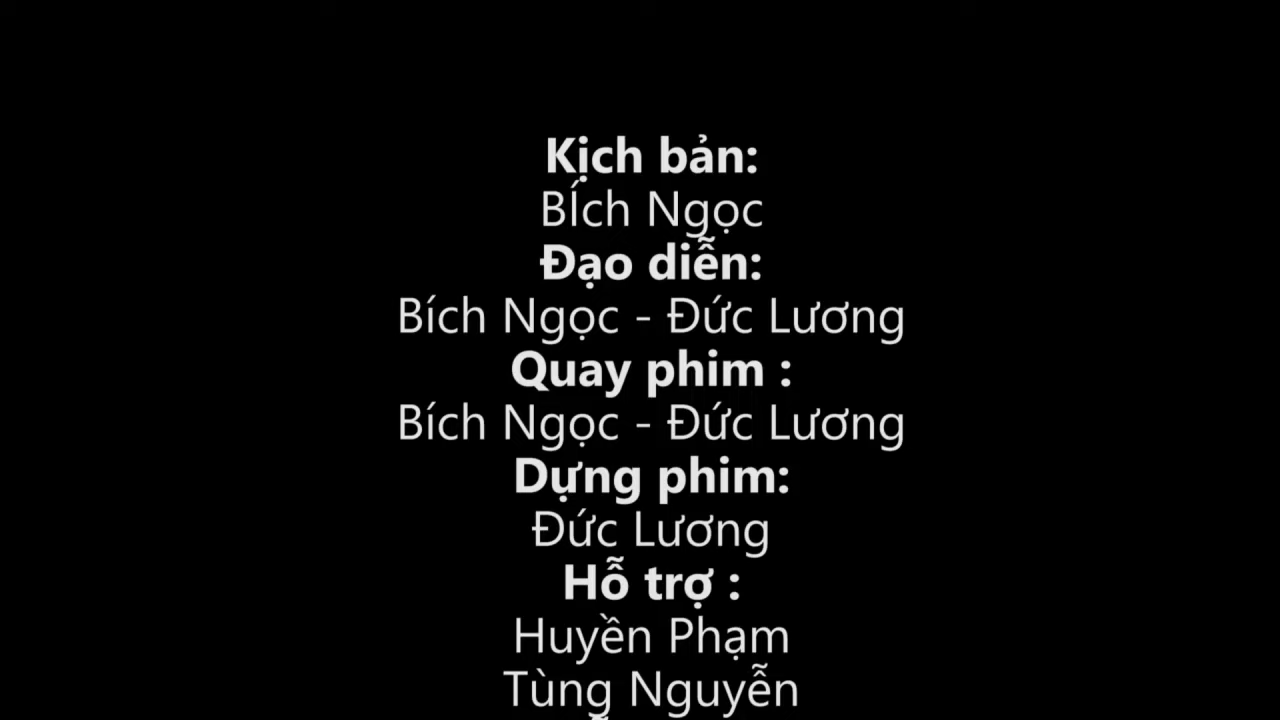 Kịch bản:
BÍch Ngọc
Đạo diễn:
Bích Ngọc - Đức Lương
Quay phim :
Bích Ngọc - Đức Lương
Dựng phim:
Đức Lương
Hỗ trợ :
Huyền Phạm
Tùng Nguyễn